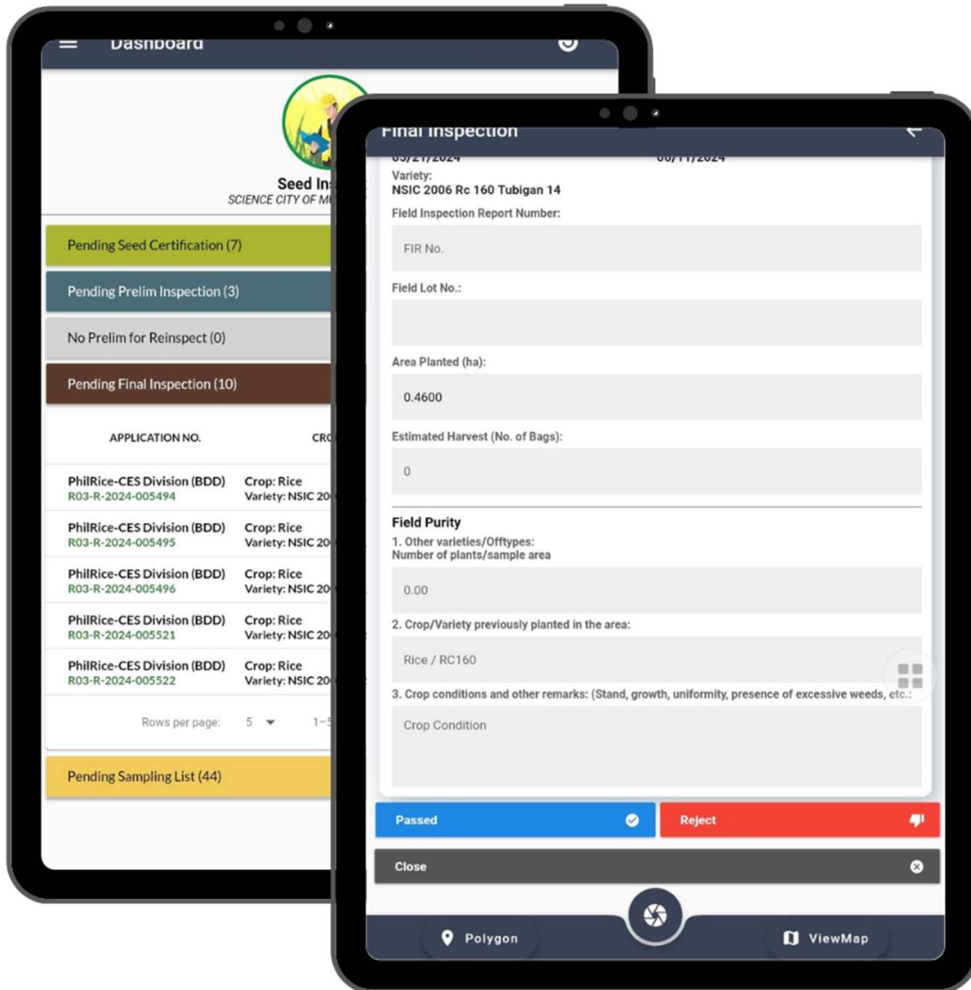 Dashboard
Seed In
SCIENCE CITY OF M
Pending Seed Certification (7)
Pending Prelim Inspection (3)
No Prelim for Reinspect (0)
Pending Final Inspection (10)
APPLICATION NO. CRO
PhilRice-CES Division (BDD) Crop: Rice
R03-R-2024-005494 Variety: NSIC 20
PhilRice-CES Division (BDD) Crop: Rice
R03-R-2024-005495 Variety: NSIC 20
PhilRice-CES Division (BDD) Crop: Rice
R03-R-2024-005496 Variety: NSIC 20
PhilRice-CES Division (BDD) Crop: Rice
R03-R-2024-005521 Variety: NSIC 20
PhilRice-CES Division (BDD) Crop: Rice
R03-R-2024-005522 Variety: NSIC 20
Rows per page: 5 1–5
Pending Sampling List (44)
Final Inspection
05/21/2024 06/11/2024
Variety:
NSIC 2006 Rc 160 Tubigan 14
Field Inspection Report Number:
FIR No.
Field Lot No.:
Area Planted (ha):
0.4600
Estimated Harvest (No. of Bags):
0
Field Purity
1. Other varieties/Offtypes:
Number of plants/sample area
0.00
2. Crop/Variety previously planted in the area:
Rice / RC160
3. Crop conditions and other remarks: (Stand, growth, uniformity, presence of excessive weeds, etc.:
Crop Condition
Passed Reject
Close
Polygon ViewMap